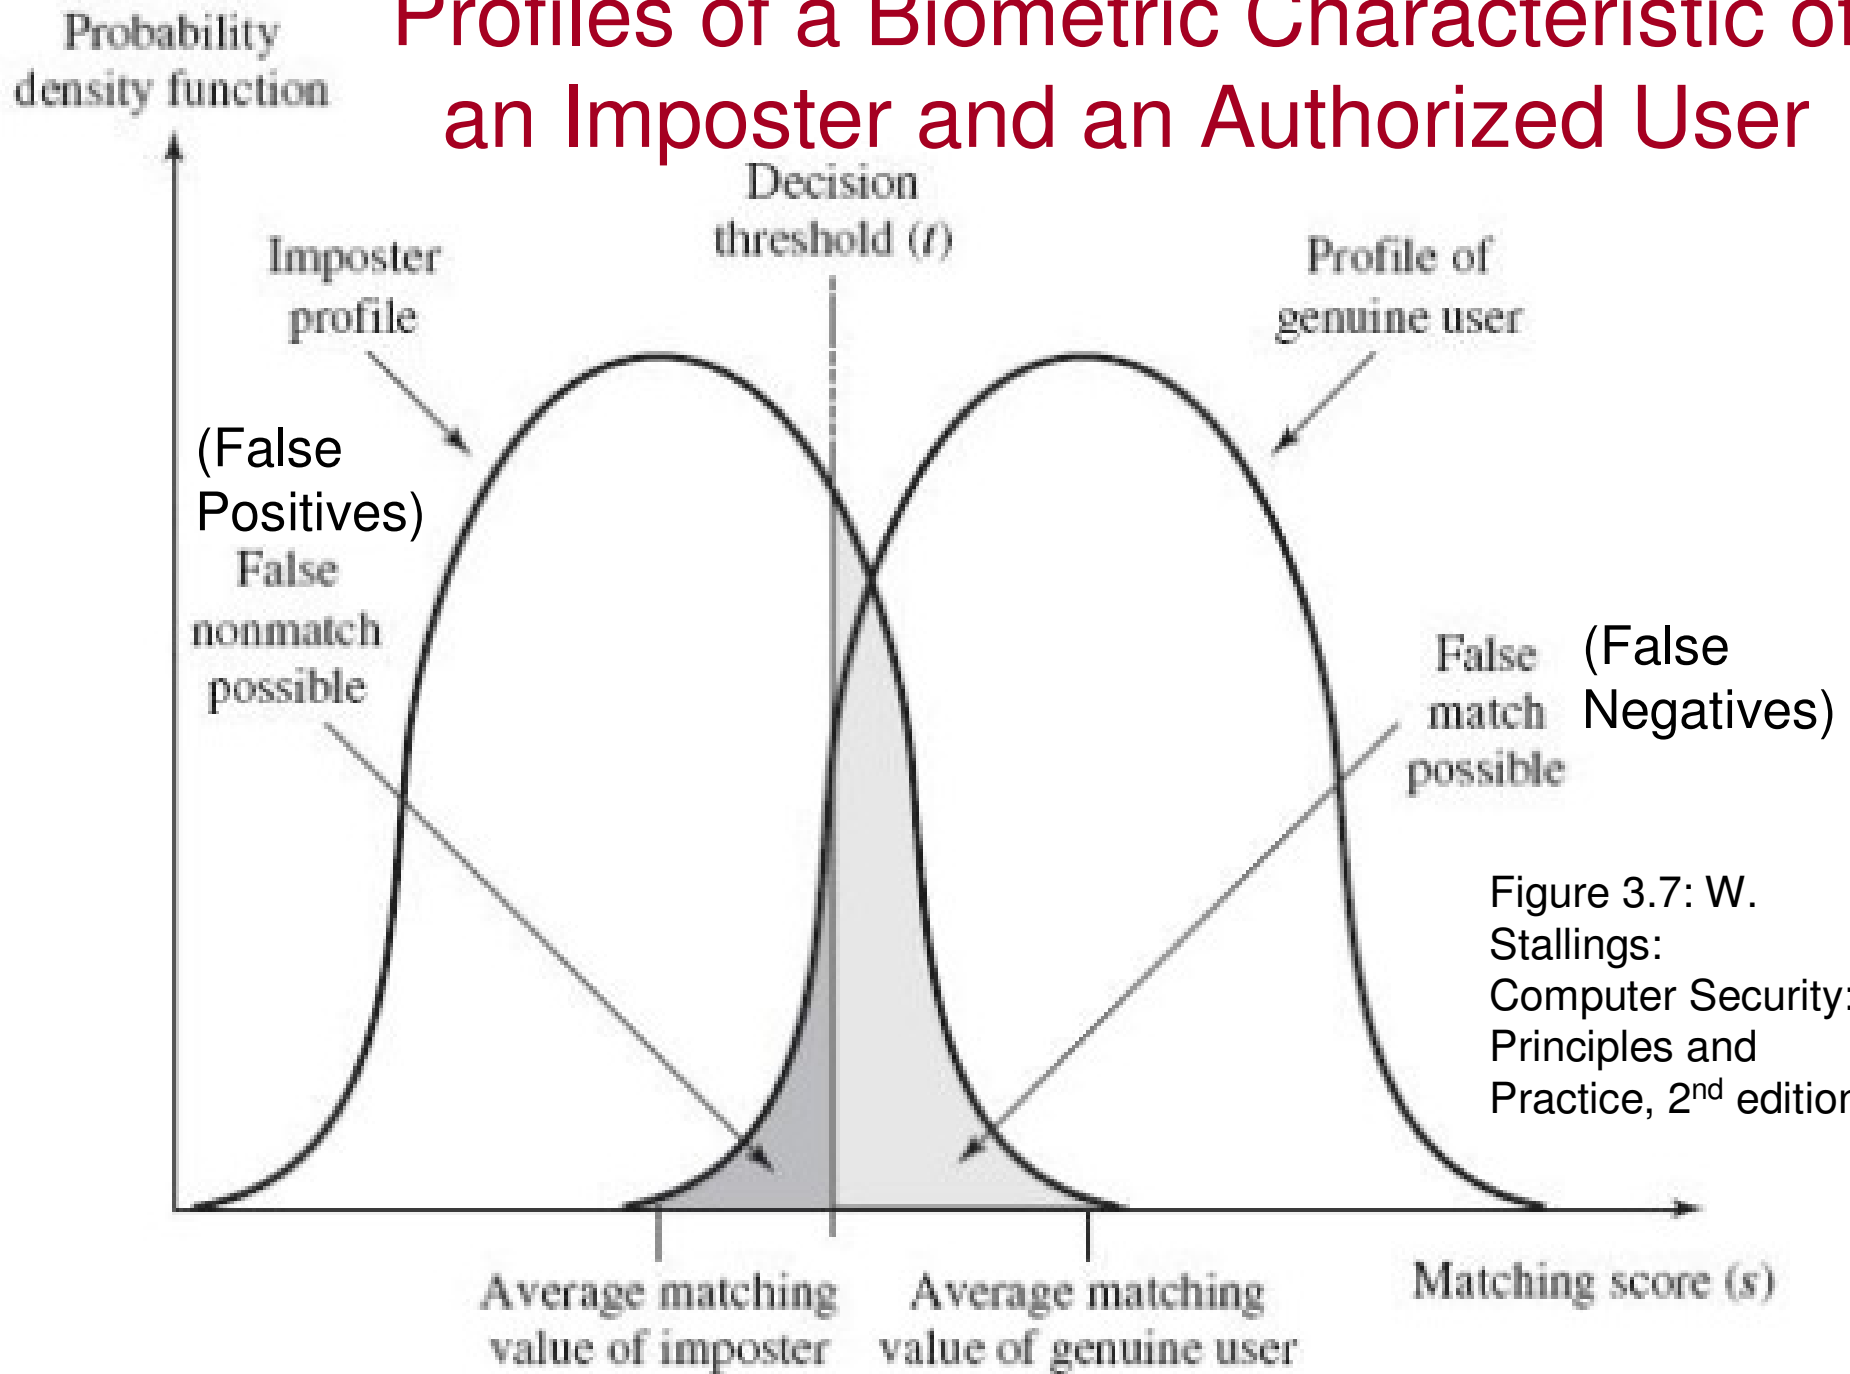 Profiles of a Biometric Characteristic of
an Imposter and an Authorized User
Probability
density function
Decision
threshold (t)
Imposter
profile
Profile of
genuine user
(False
Positives)
False
nonmatch
possible
False
match
possible
(False
Negatives)
Figure 3.7: W.
Stallings:
Computer Security:
Principles and
Practice, 2nd edition
Average matching
value of imposter
Average matching
value of genuine user
Matching score (s)